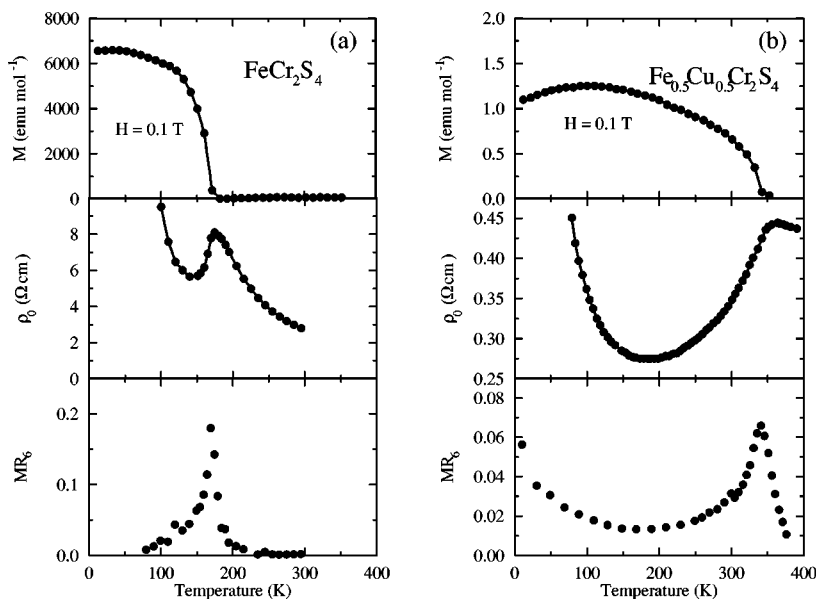 (a)
FeCr2S4
H = 0.1 T
M (emu mol⁻¹)
8000
6000
4000
2000
0
ρ0 (Ωcm)
8
6
4
2
0
MR6
0.2
0.1
0.0
0 100 200 300 400
Temperature (K)
(b)
Fe0.5Cu0.5Cr2S4
H = 0.1 T
M (emu mol⁻¹)
2.0
1.5
1.0
0.5
0.0
ρ0 (Ωcm)
0.45
0.40
0.35
0.30
0.25
MR6
0.08
0.06
0.04
0.02
0.00
0 100 200 300 400
Temperature (K)